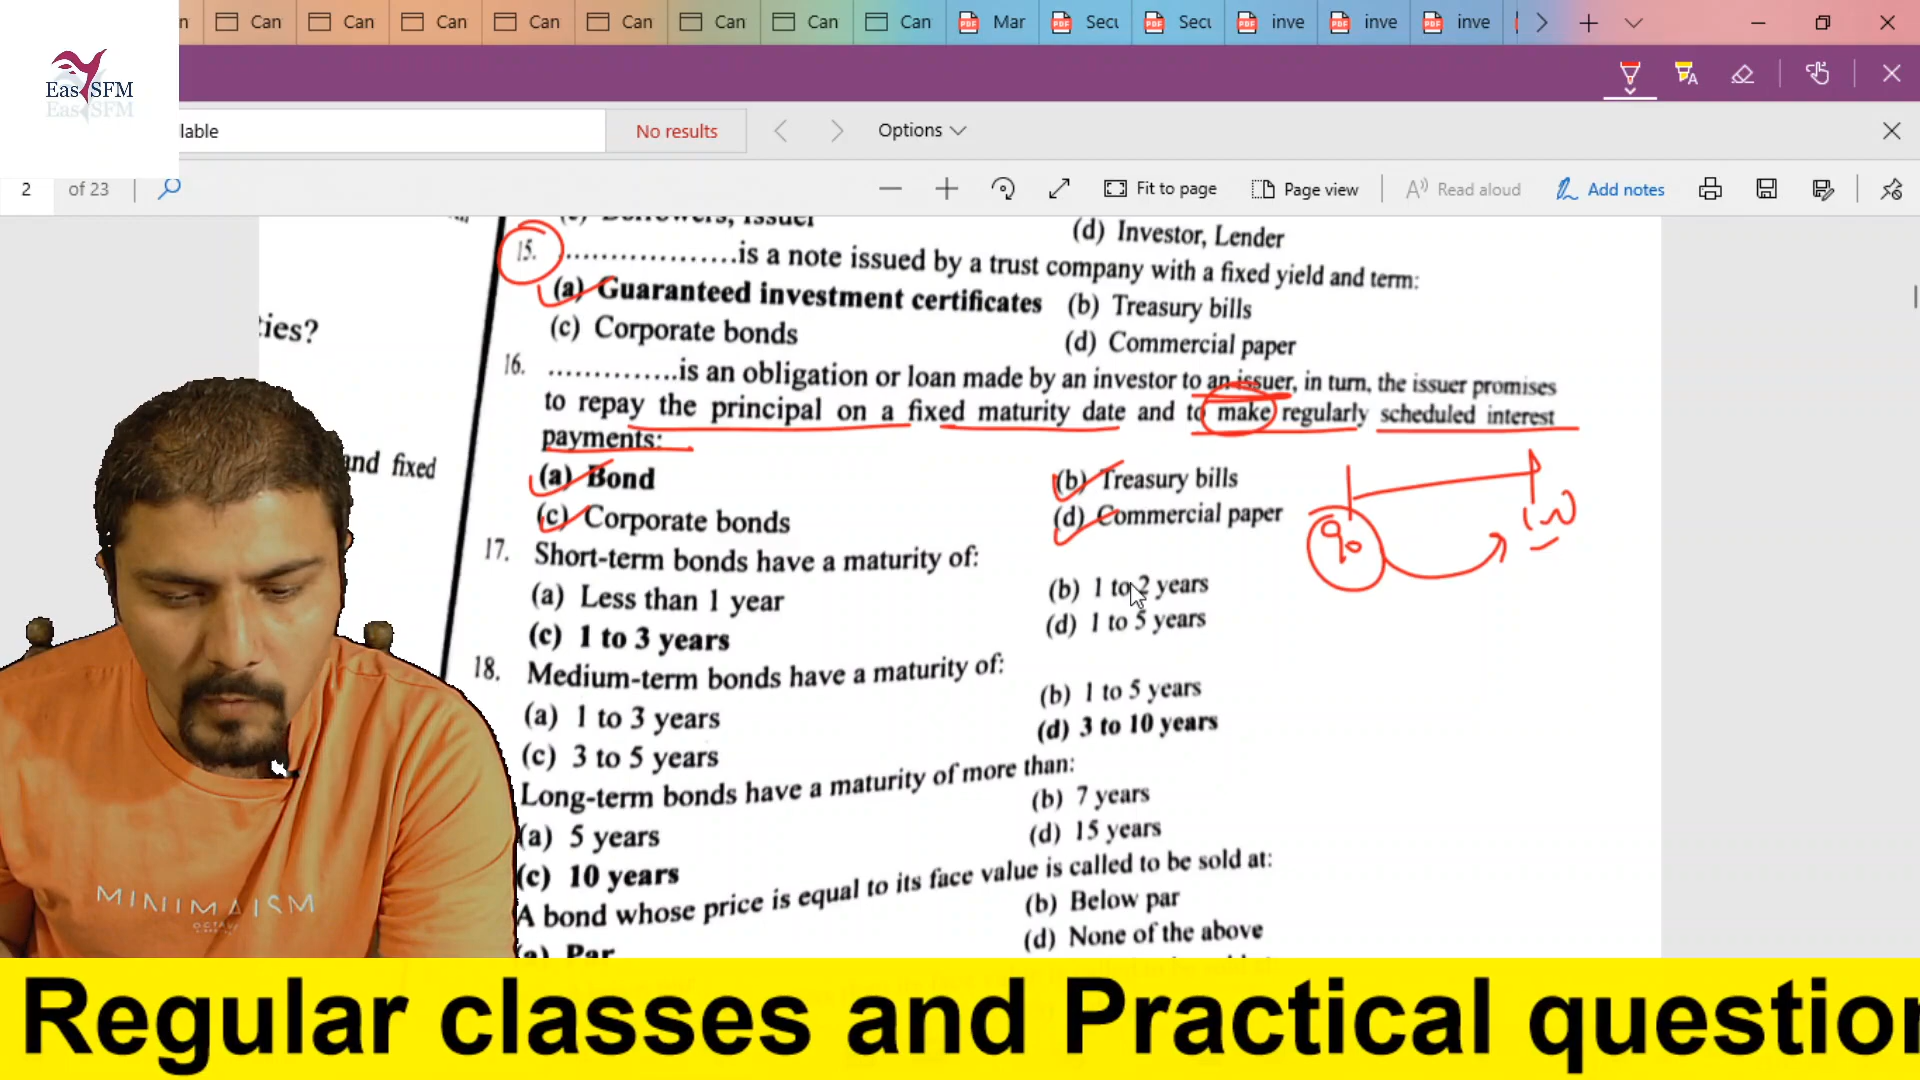 n Can Can Can Can Can Can Can Can Mar Secu Secu inve inve inve
EasySFM
lable No results Options
2 of 23 Fit to page Page view Read aloud Add notes
(c) Borrowers, Issuer
(d) Investor, Lender
15. ....................is a note issued by a trust company with a fixed yield and term:
(a) Guaranteed investment certificates (b) Treasury bills
(c) Corporate bonds (d) Commercial paper
ties?
16. ...............is an obligation or loan made by an investor to an issuer, in turn, the issuer promises
to repay the principal on a fixed maturity date and to make regularly scheduled interest
payments:
and fixed
(a) Bond (b) Treasury bills
(c) Corporate bonds (d) Commercial paper
90 100
17. Short-term bonds have a maturity of:
(a) Less than 1 year (b) 1 to 2 years
(c) 1 to 3 years (d) 1 to 5 years
18. Medium-term bonds have a maturity of:
(a) 1 to 3 years (b) 1 to 5 years
(c) 3 to 5 years (d) 3 to 10 years
Long-term bonds have a maturity of more than:
(a) 5 years (b) 7 years
(c) 10 years (d) 15 years
A bond whose price is equal to its face value is called to be sold at:
(a) Par (b) Below par
(d) None of the above
MINIMAISM
Regular classes and Practical question